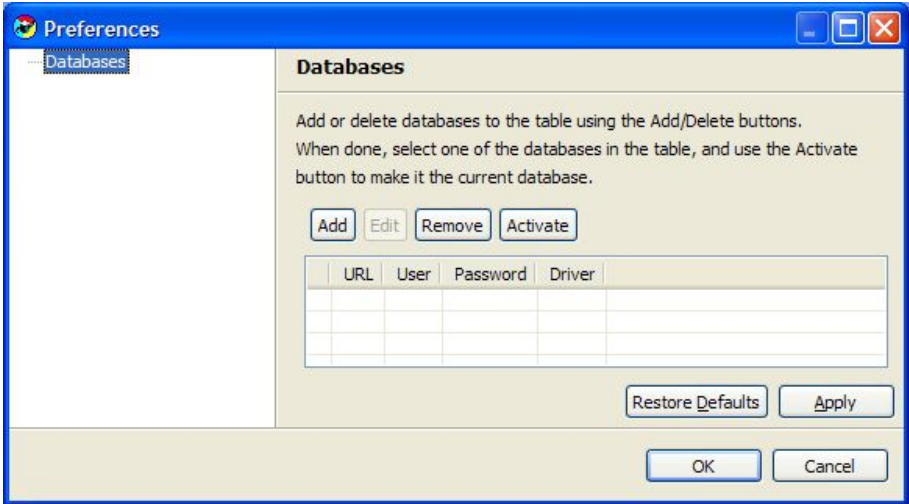 Preferences
Databases
Databases
Add or delete databases to the table using the Add/Delete buttons.
When done, select one of the databases in the table, and use the Activate
button to make it the current database.
Add Edit Remove Activate
URL User Password Driver
Restore Defaults Apply
OK Cancel